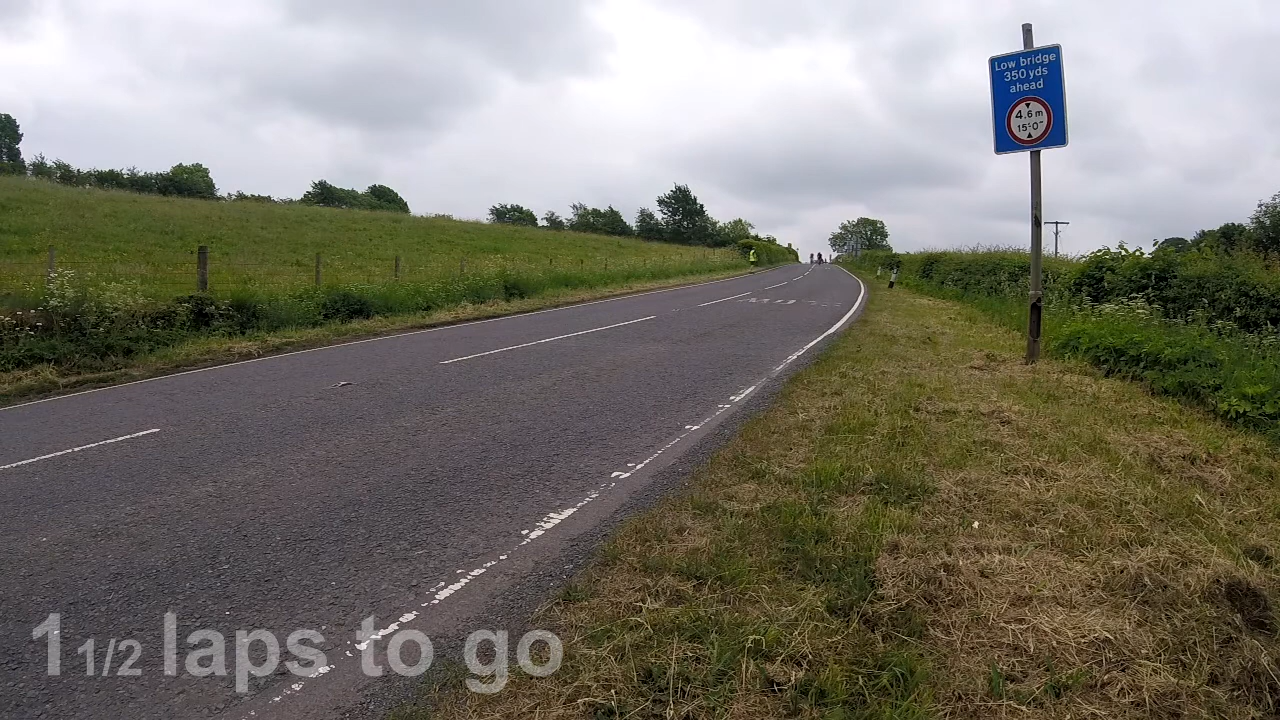 Low bridge
350 yds
ahead
4.6 m
15'-0"
1 1/2 laps to go